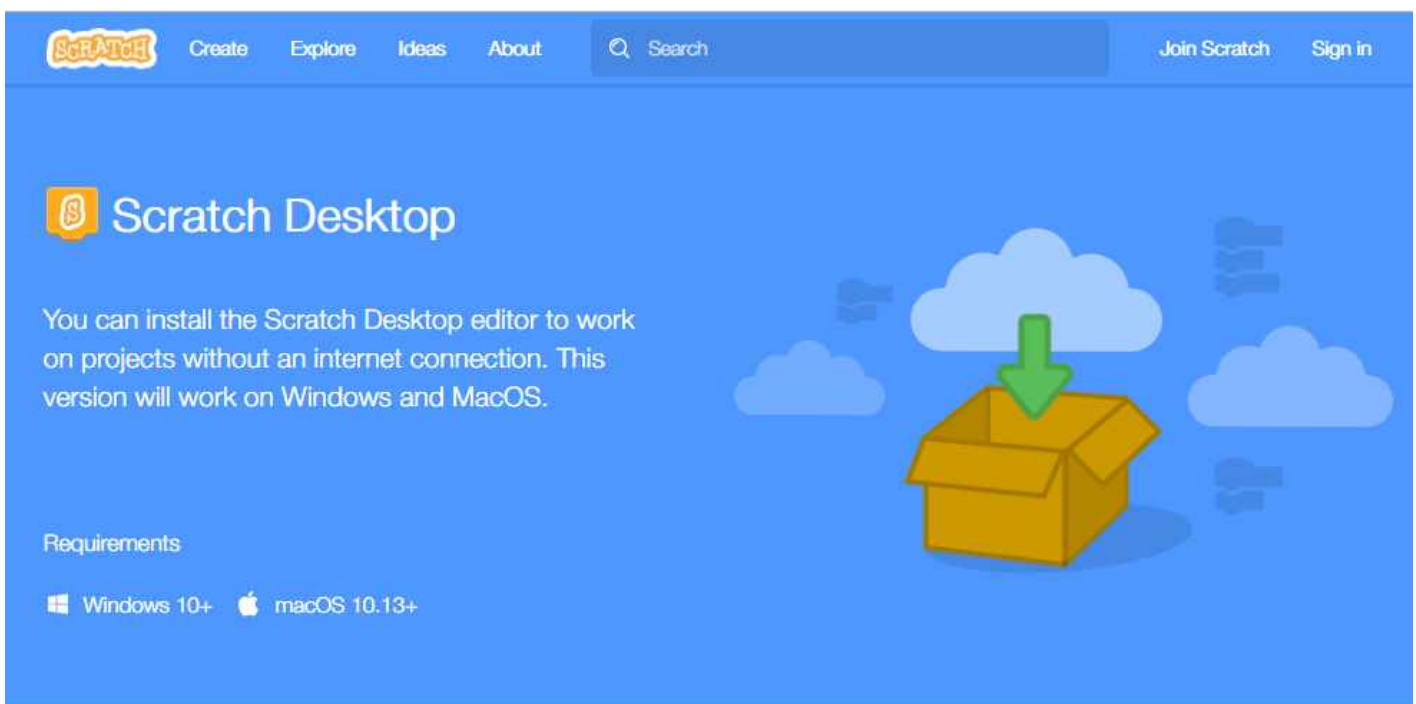 SCRATCH Create Explore Ideas About Search Join Scratch Sign in
S Scratch Desktop
You can install the Scratch Desktop editor to work
on projects without an internet connection. This
version will work on Windows and MacOS.
Requirements
Windows 10+ macOS 10.13+